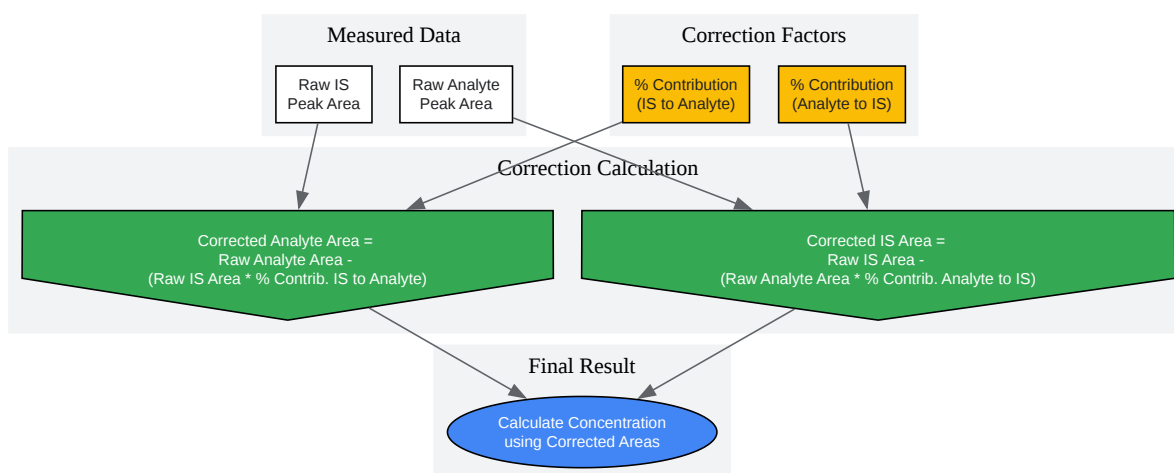 Measured Data
Correction Factors
Raw IS
Peak Area
Raw Analyte
Peak Area
% Contribution
(IS to Analyte)
% Contribution
(Analyte to IS)
Correction Calculation
Corrected Analyte Area =
Raw Analyte Area -
(Raw IS Area * % Contrib. IS to Analyte)
Corrected IS Area =
Raw IS Area -
(Raw Analyte Area * % Contrib. Analyte to IS)
Final Result
Calculate Concentration
using Corrected Areas